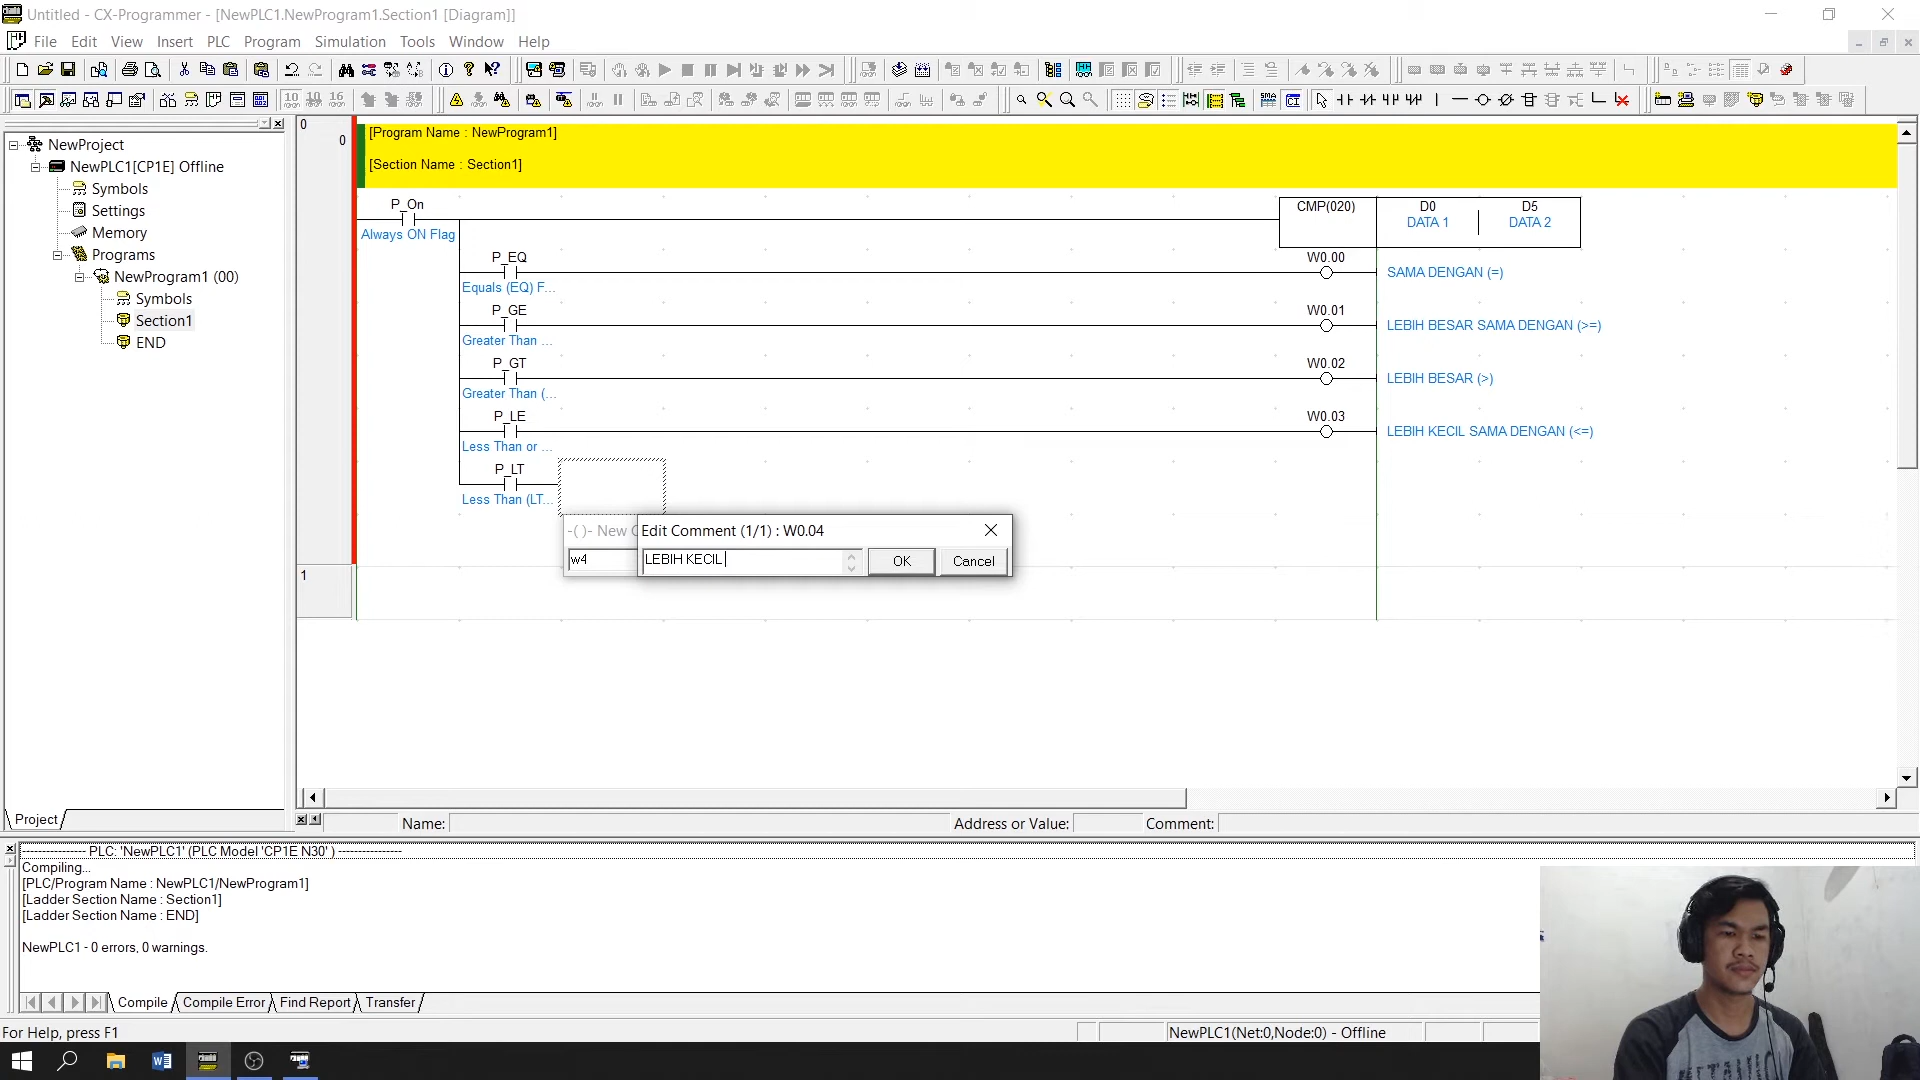 Untitled - CX-Programmer - [NewPLC1.NewProgram1.Section1 [Diagram]]
File Edit View Insert PLC Program Simulation Tools Window Help
NewProject
NewPLC1[CP1E] Offline
Symbols
Settings
Memory
Programs
NewProgram1 (00)
Symbols
Section1
END
Project
0
0
[Program Name : NewProgram1]
[Section Name : Section1]
P_On
Always ON Flag
CMP(020)
D0
DATA 1
D5
DATA 2
P_EQ
Equals (EQ) F...
W0.00
SAMA DENGAN (=)
P_GE
Greater Than ...
W0.01
LEBIH BESAR SAMA DENGAN (>=)
P_GT
Greater Than (...
W0.02
LEBIH BESAR (>)
P_LE
Less Than or ...
W0.03
LEBIH KECIL SAMA DENGAN (<=)
P_LT
Less Than (LT...
-( )- New C
w4
Edit Comment (1/1) : W0.04
LEBIH KECIL
OK
Cancel
1
Name:
Address or Value:
Comment:
PLC: 'NewPLC1' (PLC Model 'CP1E N30' )
Compiling...
[PLC/Program Name : NewPLC1/NewProgram1]
[Ladder Section Name : Section1]
[Ladder Section Name : END]
NewPLC1 - 0 errors, 0 warnings.
Compile
Compile Error
Find Report
Transfer
For Help, press F1
NewPLC1(Net:0,Node:0) - Offline